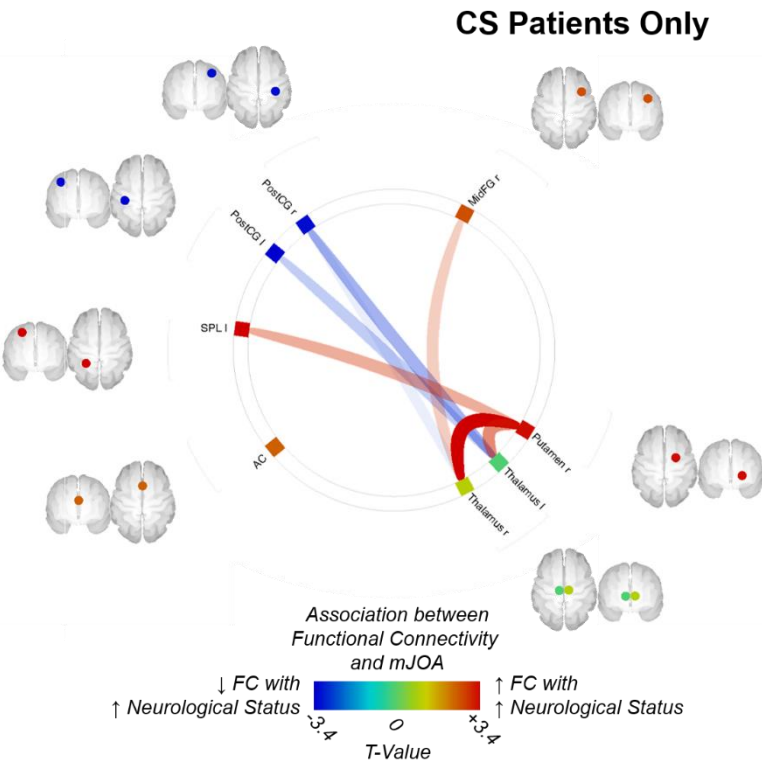 CS Patients Only
PostCG r
MidFG r
PostCG l
SPL l
AC
Putamen r
Thalamus l
Thalamus r
Association between
Functional Connectivity
and mJOA
↓ FC with
↑ Neurological Status
↑ FC with
↑ Neurological Status
-3.4
0
+3.4
T-Value